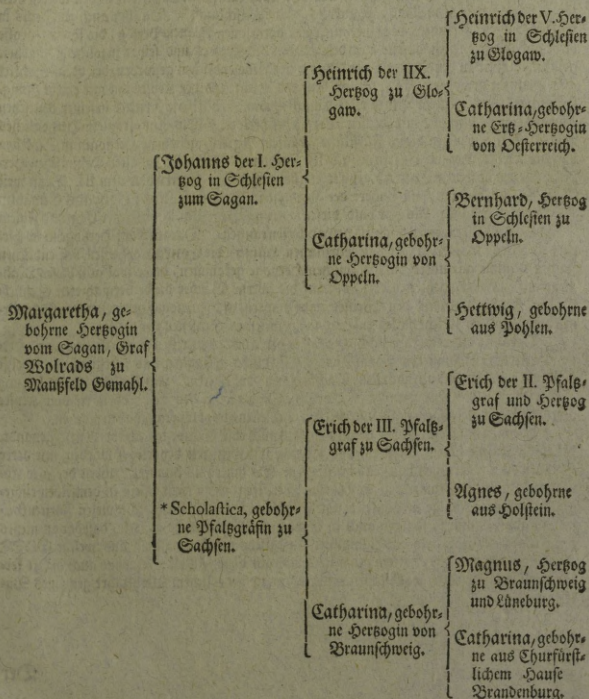 Heinrich der V. Her⸗
tzog in Schlesien
zu Glogaw.
Heinrich der IIX.
Hertzog zu Glo⸗
gaw.
Catharina, gebohr⸗
ne Ertz⸗Hertzogin
von Oesterreich.
Johanns der I. Her⸗
tzog in Schlesien
zum Sagan.
Bernhard, Hertzog
in Schlesien zu
Oppeln.
Catharina, gebohr⸗
ne Hertzogin von
Oppeln.
Hettwig, gebohrne
aus Pohlen.
Margaretha, ge⸗
bohrne Hertzogin
vom Sagan, Graf
Wolrads zu
Manßfeld Gemahl.
Erich der II. Pfaltz⸗
graf und Hertzog
zu Sachsen.
Erich der III. Pfaltz⸗
graf zu Sachsen.
Agnes, gebohrne
aus Holstein.
* Scholastica, gebohr⸗
ne Pfaltzgräfin zu
Sachsen.
Magnus, Hertzog
zu Braunschweig
und Lüneburg.
Catharina, gebohr⸗
ne Hertzogin von
Braunschweig.
Catharina, gebohr⸗
ne aus Churfürst⸗
lichem Hause
Brandenburg.